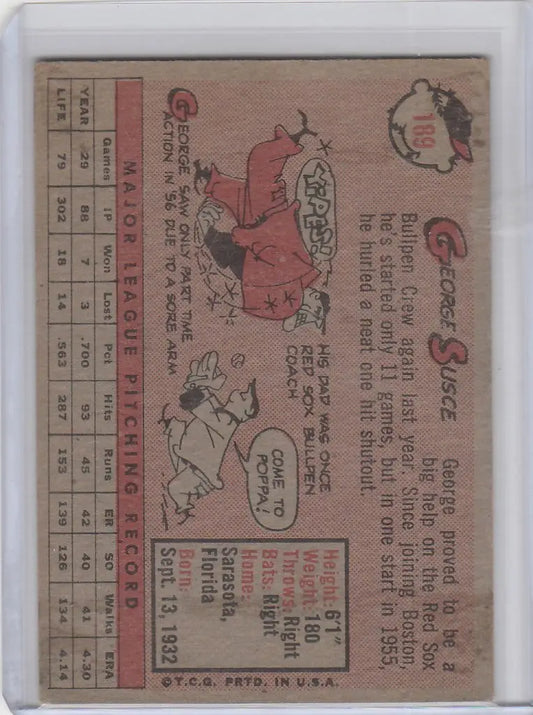 189
GEORGE SUSCE
George proved to be a
big help on the Red Sox
Bullpen Crew again last year. Since joining Boston,
he's started only 11 games, but in one start in 1955,
he hurled a neat one hit shutout.
YIPES!
GEORGE SAW ONLY PART TIME
ACTION IN '56 DUE TO A SORE ARM
HIS DAD WAS ONCE
RED SOX BULLPEN
COACH
COME TO
POPPA!
Height: 6'1"
Weight: 180
Throws: Right
Bats: Right
Home:
Sarasota,
Florida
Born:
Sept. 13, 1932
MAJOR LEAGUE PITCHING RECORD
Games IP Won Lost Pct Hits Runs ER SO Walks ERA
YEAR 29 88 7 3 .700 93 45 42 40 41 4.30
LIFE 79 302 18 14 .563 287 153 139 126 134 4.14
©T.C.G. PRTD. IN U.S.A.